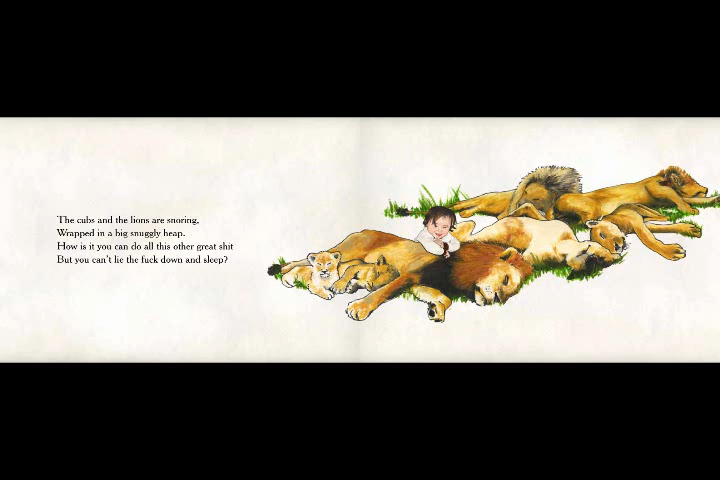 The cubs and the lions are snoring,
Wrapped in a big snuggly heap.
How is it you can do all this other great shit
But you can't lie the fuck down and sleep?